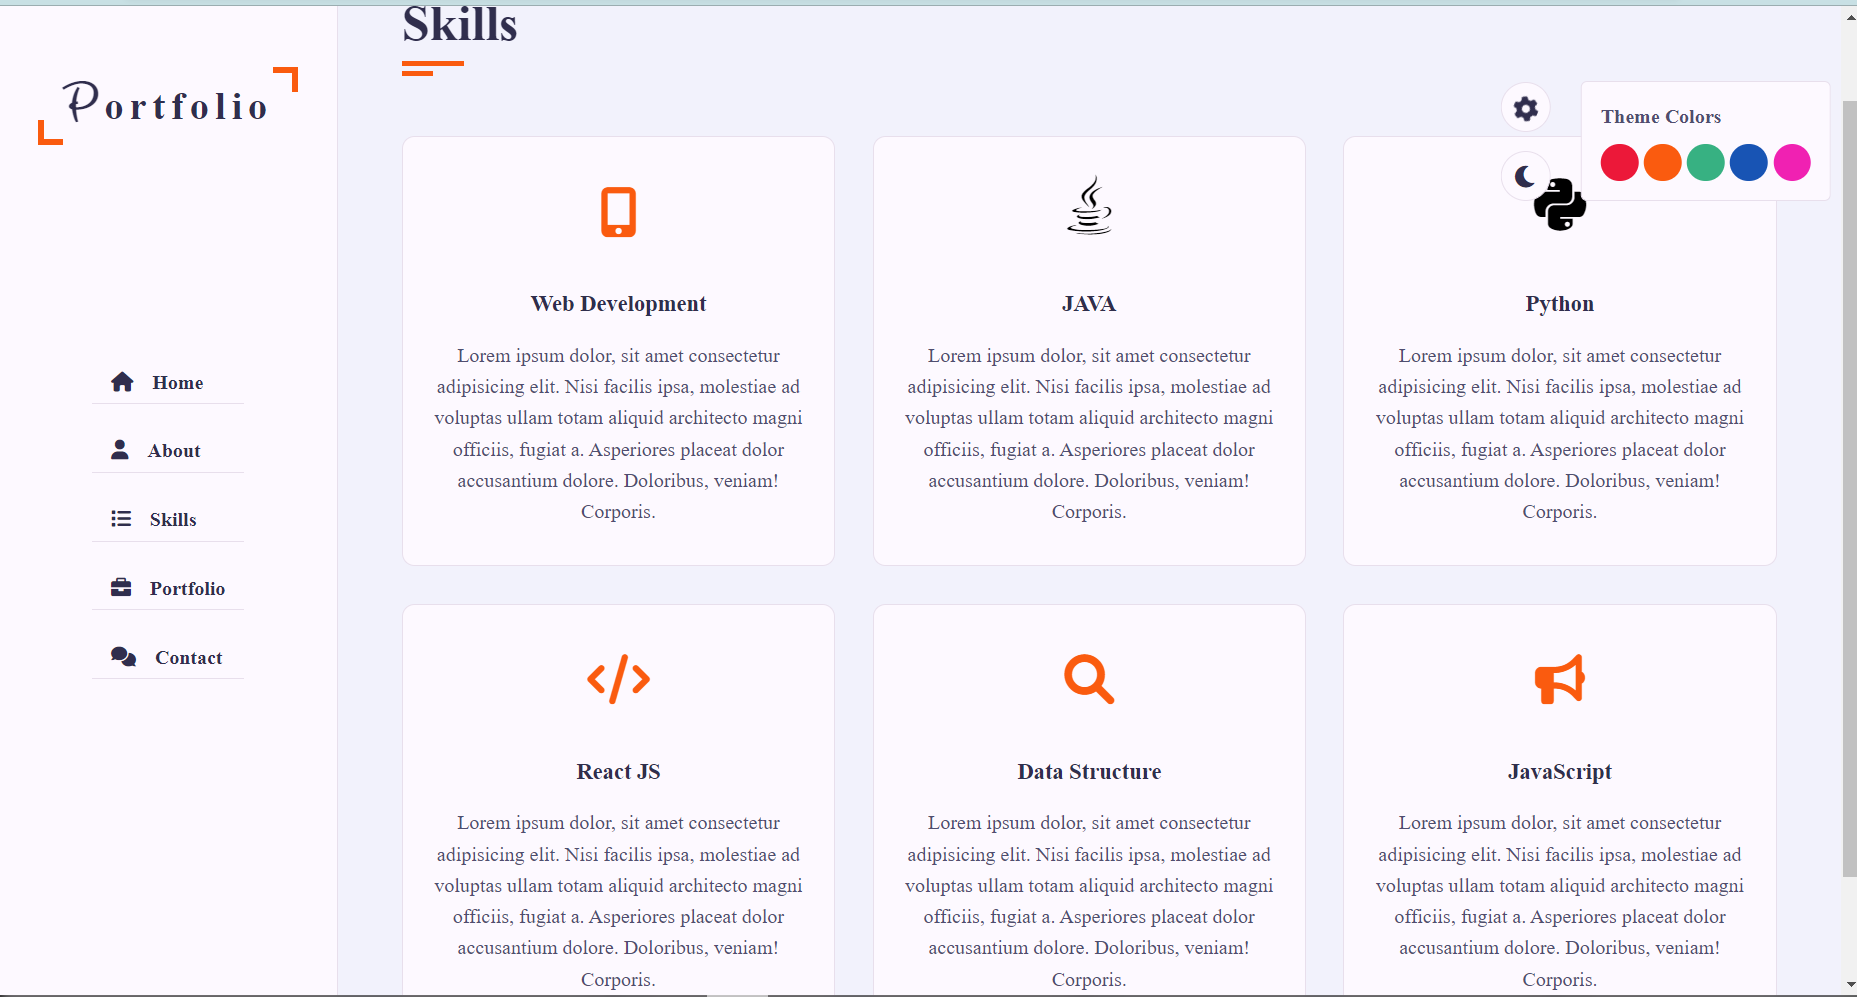 Portfolio
Home
About
Skills
Portfolio
Contact
Skills
Theme Colors
Web Development
Lorem ipsum dolor, sit amet consectetur
adipisicing elit. Nisi facilis ipsa, molestiae ad
voluptas ullam totam aliquid architecto magni
officiis, fugiat a. Asperiores placeat dolor
accusantium dolore. Doloribus, veniam!
Corporis.
JAVA
Lorem ipsum dolor, sit amet consectetur
adipisicing elit. Nisi facilis ipsa, molestiae ad
voluptas ullam totam aliquid architecto magni
officiis, fugiat a. Asperiores placeat dolor
accusantium dolore. Doloribus, veniam!
Corporis.
Python
Lorem ipsum dolor, sit amet consectetur
adipisicing elit. Nisi facilis ipsa, molestiae ad
voluptas ullam totam aliquid architecto magni
officiis, fugiat a. Asperiores placeat dolor
accusantium dolore. Doloribus, veniam!
Corporis.
React JS
Lorem ipsum dolor, sit amet consectetur
adipisicing elit. Nisi facilis ipsa, molestiae ad
voluptas ullam totam aliquid architecto magni
officiis, fugiat a. Asperiores placeat dolor
accusantium dolore. Doloribus, veniam!
Corporis.
Data Structure
Lorem ipsum dolor, sit amet consectetur
adipisicing elit. Nisi facilis ipsa, molestiae ad
voluptas ullam totam aliquid architecto magni
officiis, fugiat a. Asperiores placeat dolor
accusantium dolore. Doloribus, veniam!
Corporis.
JavaScript
Lorem ipsum dolor, sit amet consectetur
adipisicing elit. Nisi facilis ipsa, molestiae ad
voluptas ullam totam aliquid architecto magni
officiis, fugiat a. Asperiores placeat dolor
accusantium dolore. Doloribus, veniam!
Corporis.